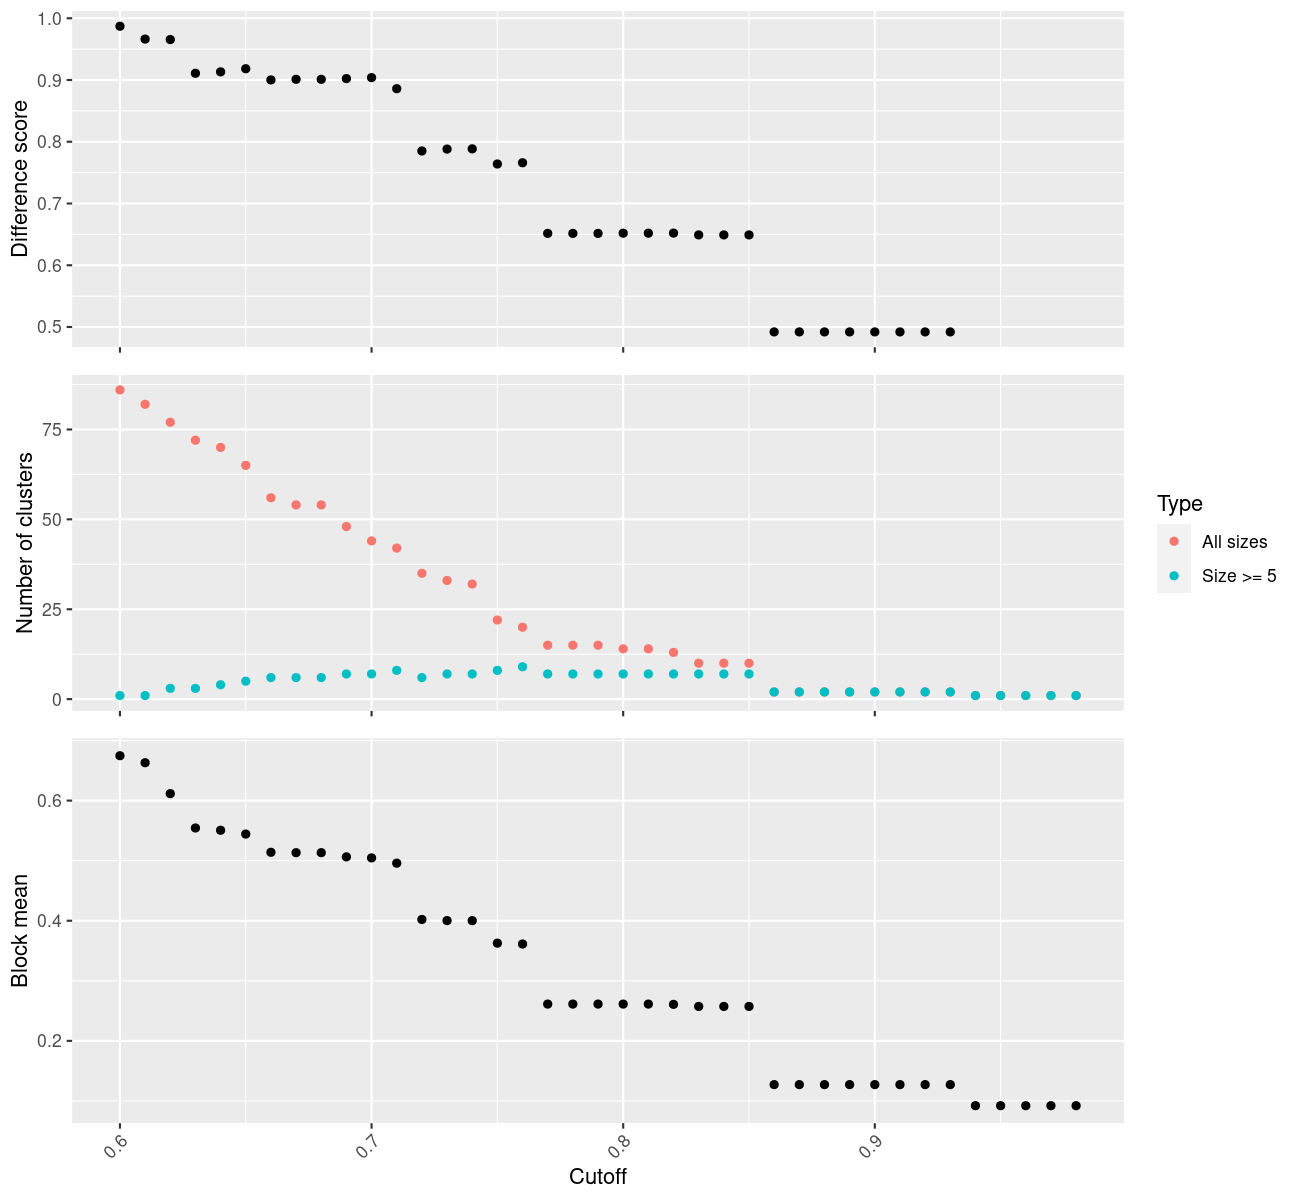 Difference score
1.0
0.9
0.8
0.7
0.6
0.5
Number of clusters
75
50
25
0
Type
All sizes
Size >= 5
Block mean
0.6
0.4
0.2
0.6
0.7
0.8
0.9
Cutoff